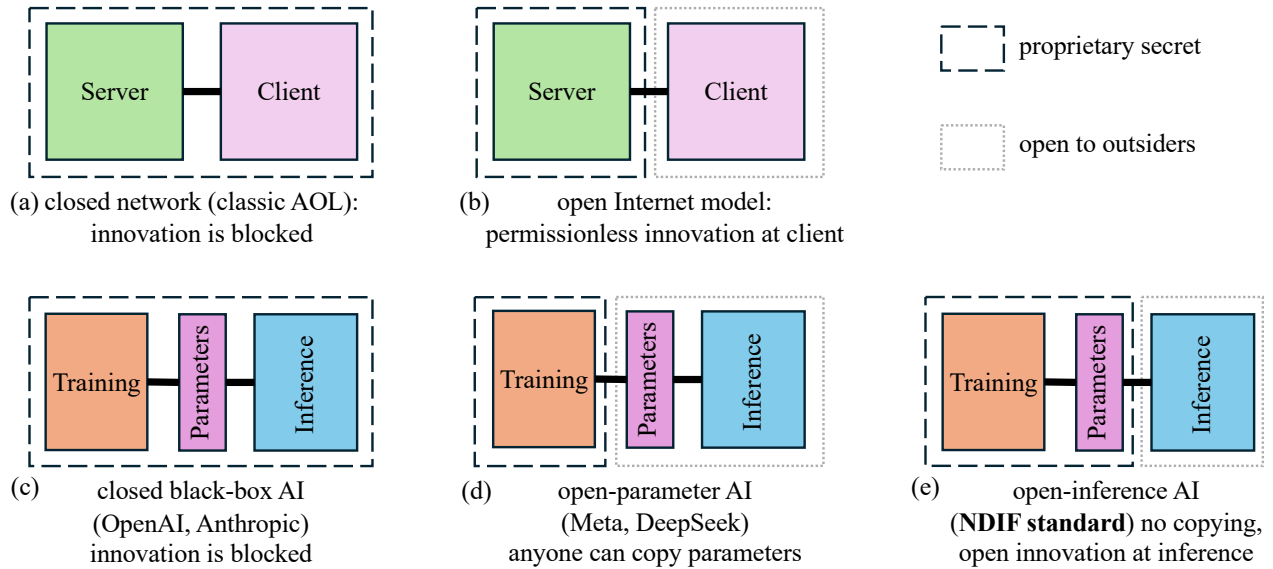 Server
Client
Server
Client
proprietary secret
open to outsiders
(a) closed network (classic AOL):
innovation is blocked
(b) open Internet model:
permissionless innovation at client
Training
Parameters
Inference
Training
Parameters
Inference
Training
Parameters
Inference
(c) closed black-box AI
(OpenAI, Anthropic)
innovation is blocked
(d) open-parameter AI
(Meta, DeepSeek)
anyone can copy parameters
(e) open-inference AI
(NDIF standard) no copying,
open innovation at inference